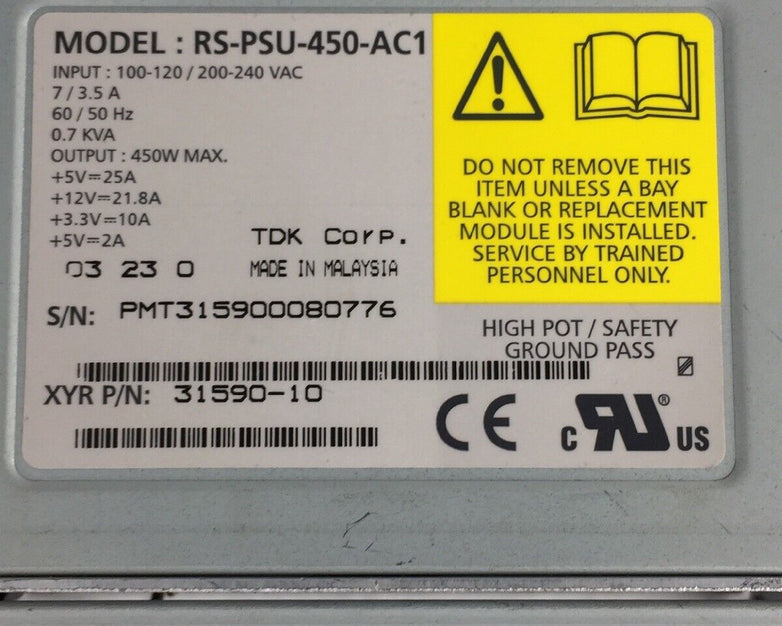 MODEL : RS-PSU-450-AC1
INPUT : 100-120 / 200-240 VAC
7 / 3.5 A
60 / 50 Hz
0.7 KVA
OUTPUT : 450W MAX.
+5V⎓25A
+12V⎓21.8A
+3.3V⎓10A
+5V⎓2A
TDK Corp.
03 23 0
MADE IN MALAYSIA
S/N: PMT315900080776
XYR P/N: 31590-10
DO NOT REMOVE THIS
ITEM UNLESS A BAY
BLANK OR REPLACEMENT
MODULE IS INSTALLED.
SERVICE BY TRAINED
PERSONNEL ONLY.
HIGH POT / SAFETY
GROUND PASS
CE
c RU ® US